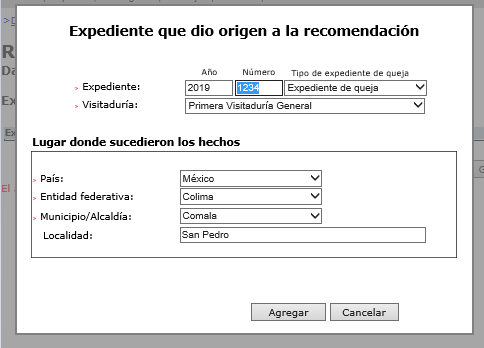 Expediente que dio origen a la recomendación
Año Número Tipo de expediente de queja
> Expediente: 2019 1234 Expediente de queja
> Visitaduría: Primera Visitaduría General
Lugar donde sucedieron los hechos
> País: México
> Entidad federativa: Colima
> Municipio/Alcaldía: Comala
Localidad: San Pedro
Agregar Cancelar